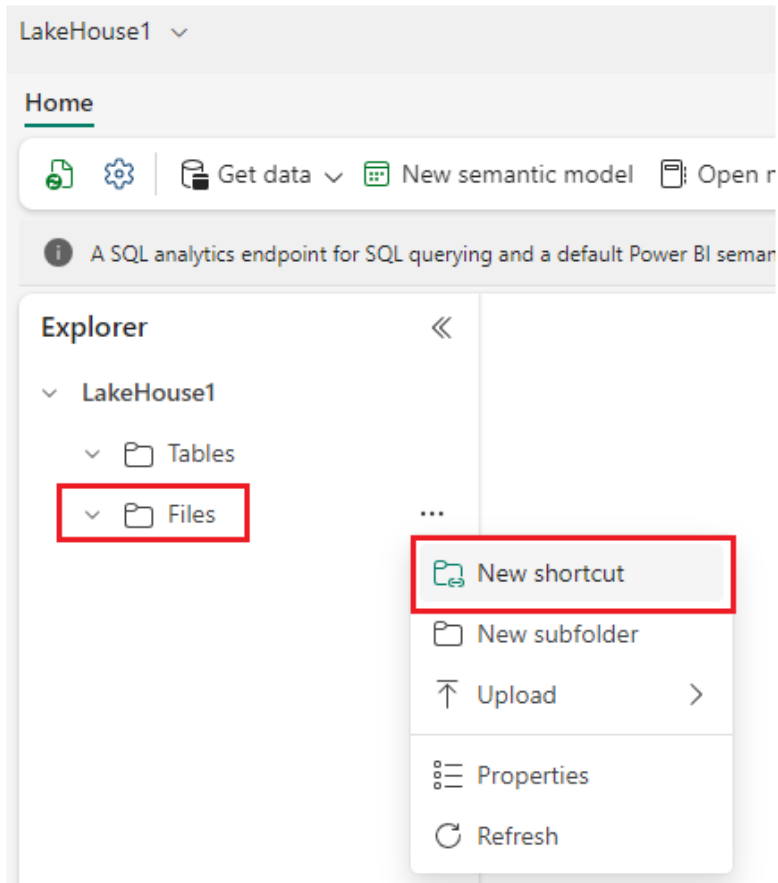 LakeHouse1
Home
Get data New semantic model Open
A SQL analytics endpoint for SQL querying and a default Power BI
Explorer
LakeHouse1
Tables
Files
...
New shortcut
New subfolder
Upload
Properties
Refresh